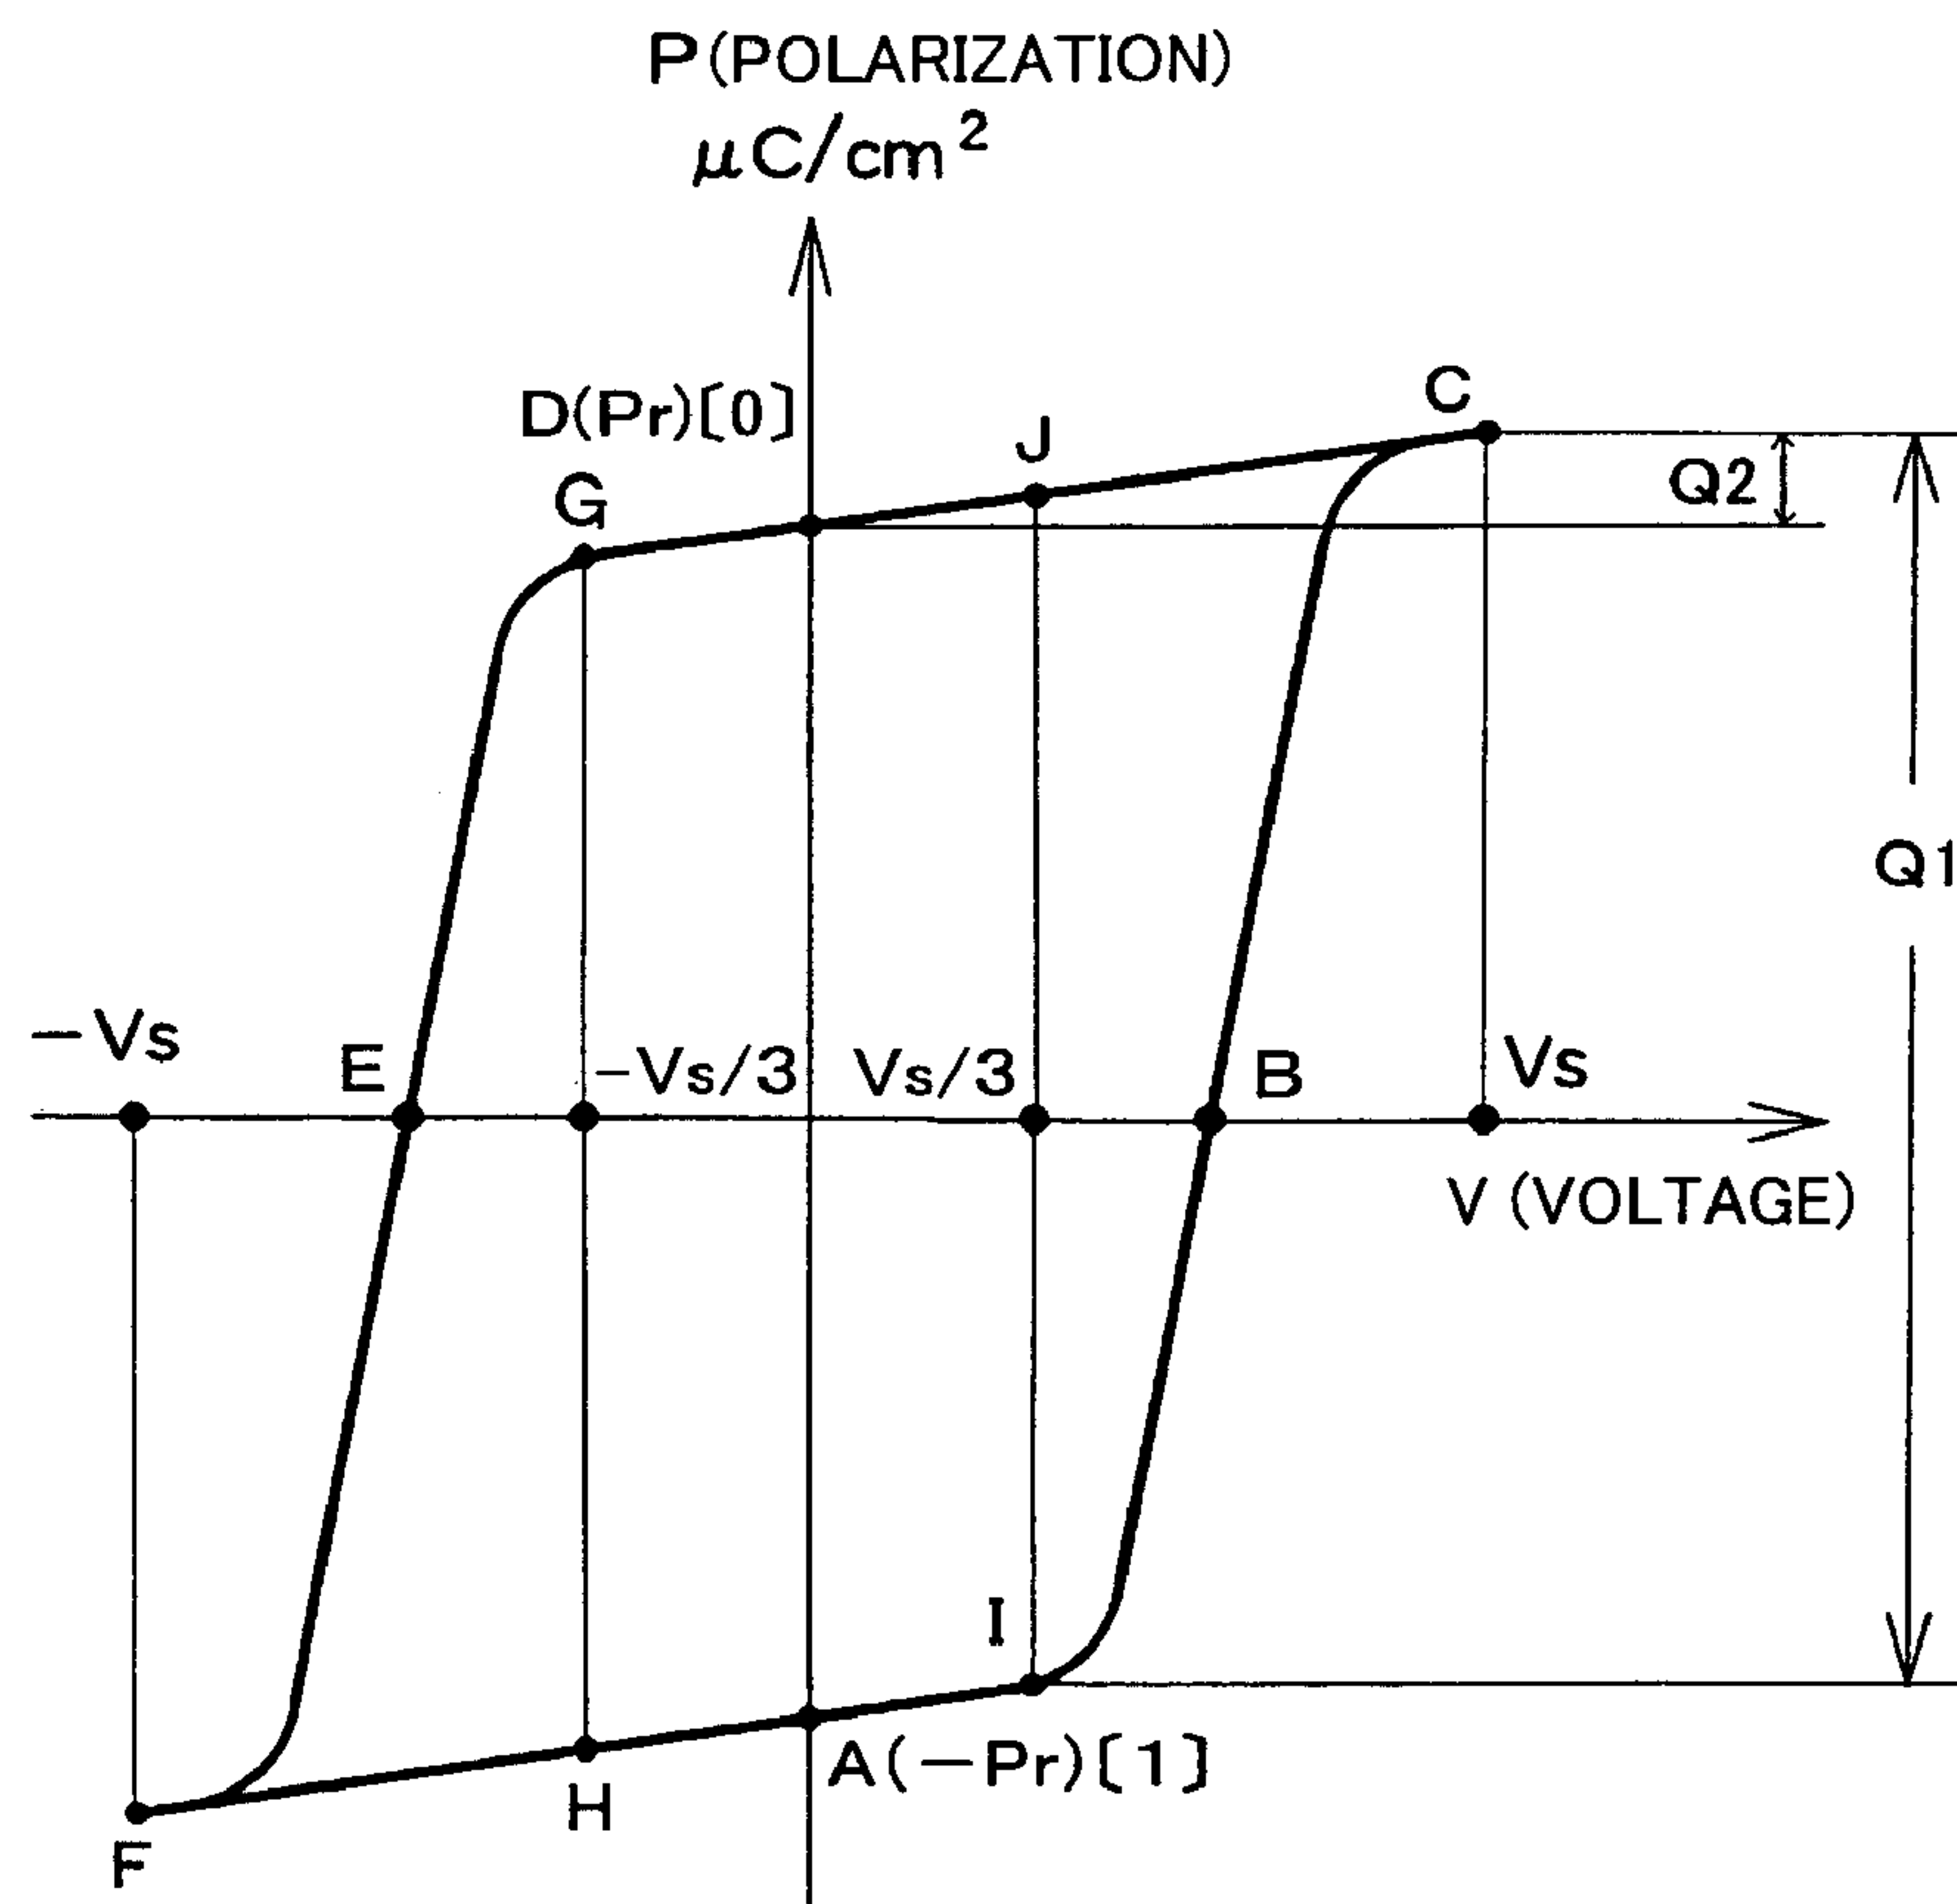 P(POLARIZATION)
μC/cm²
C
D(Pr)[0]
J
Q2
G
Q1
-Vs
E
-Vs/3
Vs/3
B
Vs
V (VOLTAGE)
I
A(-Pr)[1]
H
F